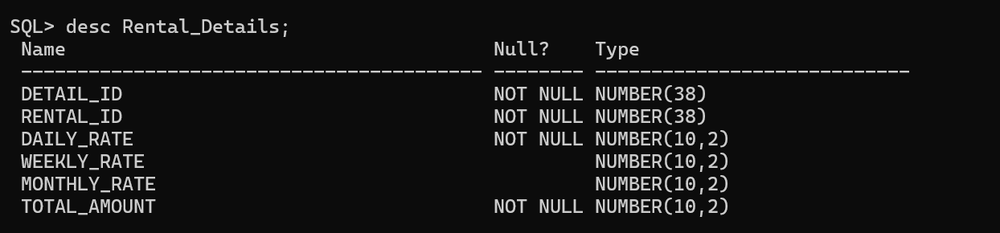 SQL> desc Rental_Details;
 Name                                      Null?    Type
 ----------------------------------------- -------- ----------------------------
 DETAIL_ID                                 NOT NULL NUMBER(38)
 RENTAL_ID                                 NOT NULL NUMBER(38)
 DAILY_RATE                                NOT NULL NUMBER(10,2)
 WEEKLY_RATE                                        NUMBER(10,2)
 MONTHLY_RATE                                       NUMBER(10,2)
 TOTAL_AMOUNT                              NOT NULL NUMBER(10,2)